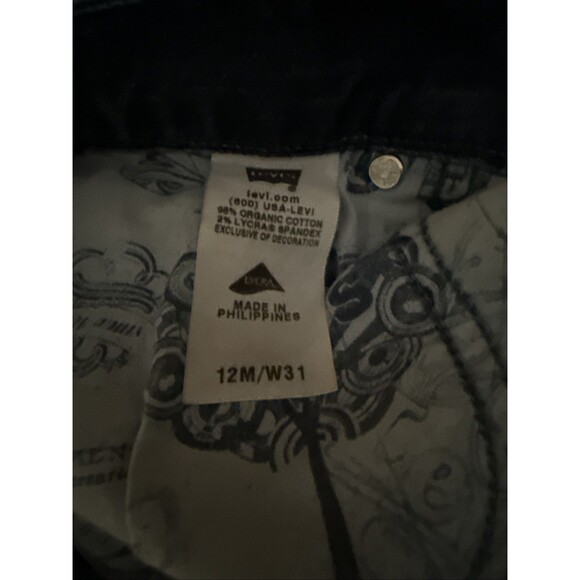 LEVI'S
levi.com
(800) USA-LEVI
98% ORGANIC COTTON
2% LYCRA® SPANDEX
EXCLUSIVE OF DECORATION
LYCRA
MADE IN
PHILIPPINES
12M/W31